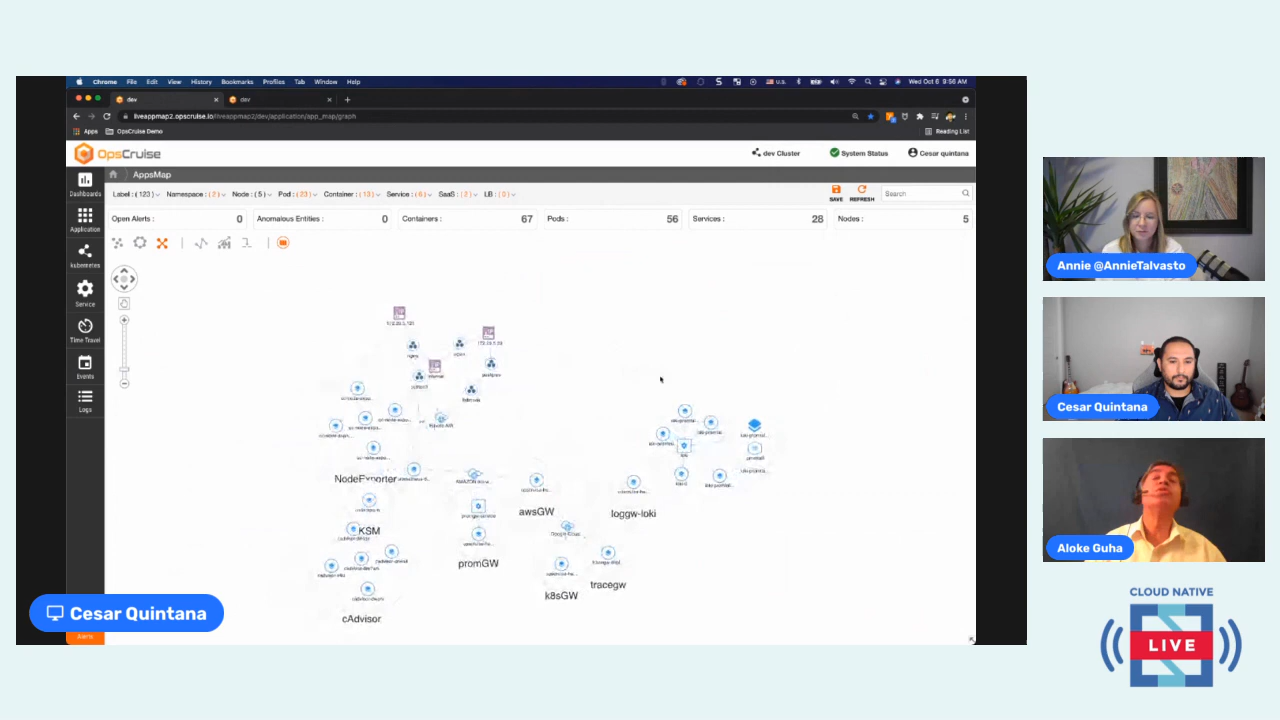 Chrome File Edit View History Bookmarks Profiles Tab Window Help
U.S. Wed Oct 6 9:56 AM
dev dev
liveappmap2.opscruise.io/liveappmap2/dev/application/app_map/graph
Apps OpsCruise Demo Reading List
OpsCruise dev Cluster System Status Cesar quintana
AppsMap
Dashboards
Label : ( 120 ) Namespace : ( 2 ) Node : ( 5 ) Pod : ( 23 ) Container : ( 13 ) Service : ( 6 ) SaaS : ( 2 ) LB : ( 0 )
SAVE REFRESH Search
Open Alerts : 0 Anomalous Entities : 0 Containers : 67 Pods : 56 Services : 28 Nodes : 5
Application
kubernetes
Service
Time Travel
Events
Logs
NodeExporter
awsGW
loggw-loki
KSM
promGW
tracegw
k8sGW
cAdvisor
Alerts
Cesar Quintana
Annie @AnnieTalvasto
Cesar Quintana
Aloke Guha
CLOUD NATIVE
LIVE